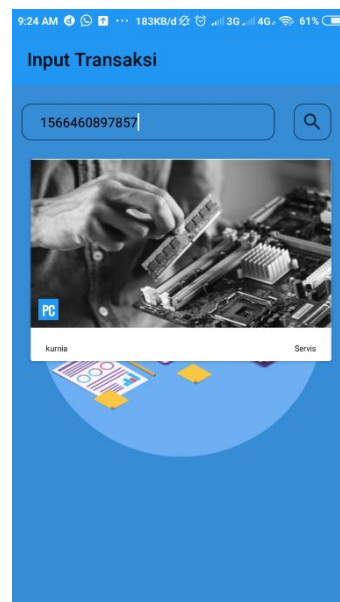 9:24 AM ··· 183KB/d 3G 4G 61%
Input Transaksi
1566460897857
PC
kurnia Servis